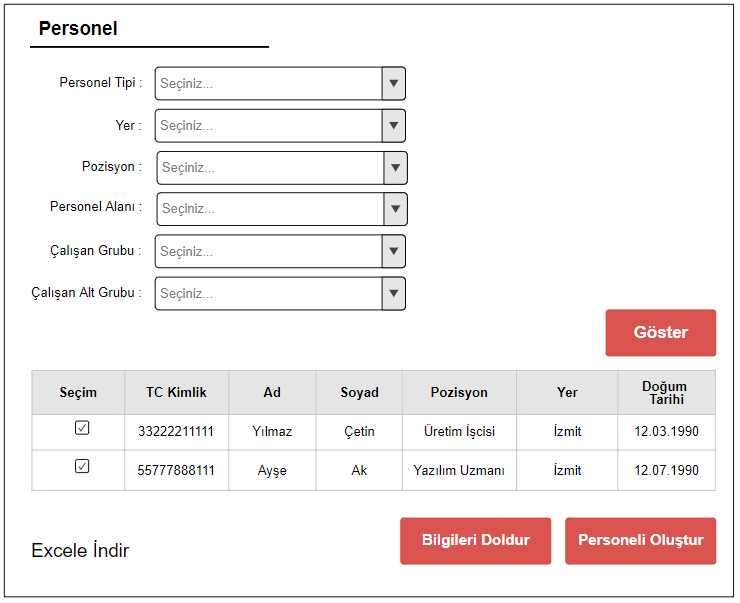 Personel
Personel Tipi : Seçiniz...
Yer : Seçiniz...
Pozisyon : Seçiniz...
Personel Alanı : Seçiniz...
Çalışan Grubu : Seçiniz...
Çalışan Alt Grubu : Seçiniz...
Göster
Seçim TC Kimlik Ad Soyad Pozisyon Yer Doğum Tarihi
33222211111 Yılmaz Çetin Üretim İşcisi İzmit 12.03.1990
55777888111 Ayşe Ak Yazılım Uzmanı İzmit 12.07.1990
Excele İndir Bilgileri Doldur Personeli Oluştur